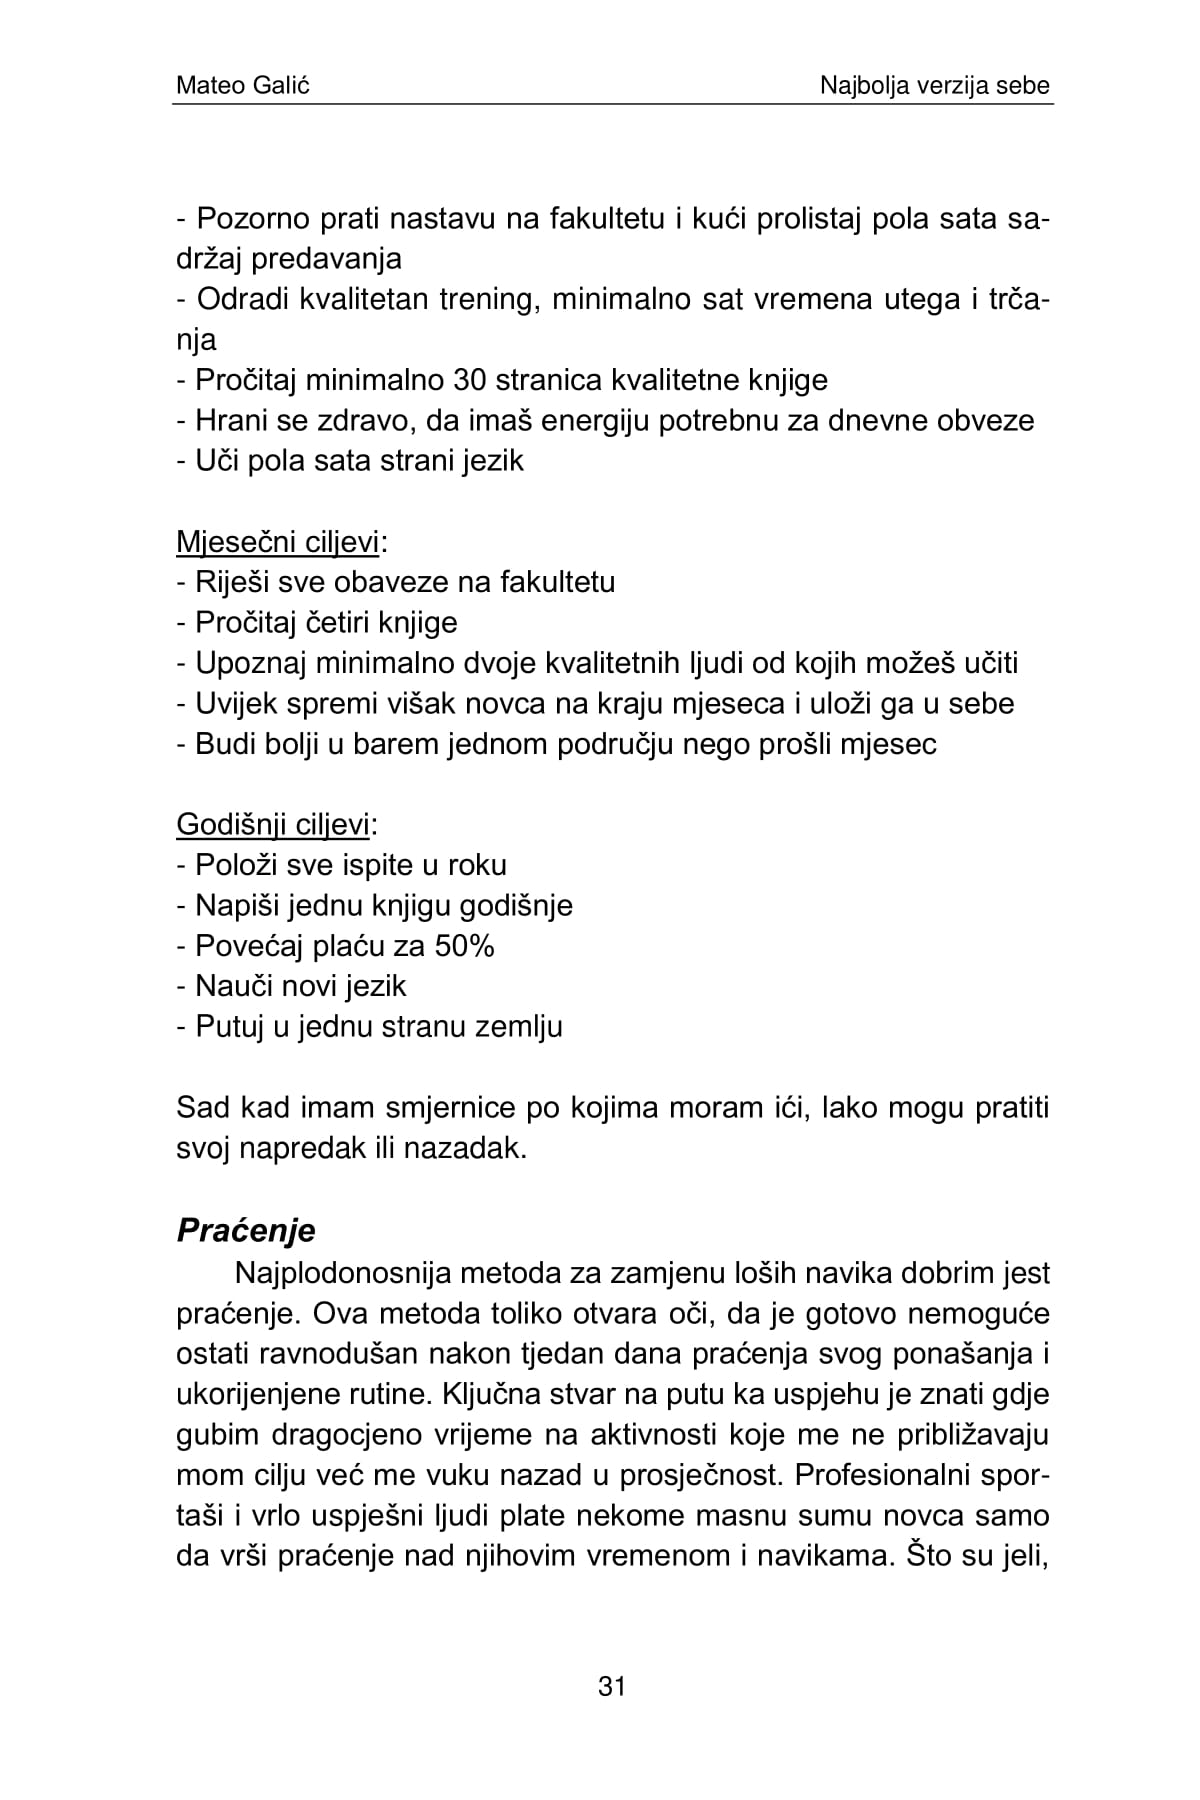 Mateo Galić Najbolja verzija sebe
- Pozorno prati nastavu na fakultetu i kući prolistaj pola sata sa-
držaj predavanja
- Odradi kvalitetan trening, minimalno sat vremena utega i trča-
nja
- Pročitaj minimalno 30 stranica kvalitetne knjige
- Hrani se zdravo, da imaš energiju potrebnu za dnevne obveze
- Uči pola sata strani jezik
Mjesečni ciljevi:
- Riješi sve obaveze na fakultetu
- Pročitaj četiri knjige
- Upoznaj minimalno dvoje kvalitetnih ljudi od kojih možeš učiti
- Uvijek spremi višak novca na kraju mjeseca i uloži ga u sebe
- Budi bolji u barem jednom području nego prošli mjesec
Godišnji ciljevi:
- Položi sve ispite u roku
- Napiši jednu knjigu godišnje
- Povećaj plaću za 50%
- Nauči novi jezik
- Putuj u jednu stranu zemlju
Sad kad imam smjernice po kojima moram ići, lako mogu pratiti
svoj napredak ili nazadak.
Praćenje
Najplodonosnija metoda za zamjenu loših navika dobrim jest
praćenje. Ova metoda toliko otvara oči, da je gotovo nemoguće
ostati ravnodušan nakon tjedan dana praćenja svog ponašanja i
ukorijenjene rutine. Ključna stvar na putu ka uspjehu je znati gdje
gubim dragocjeno vrijeme na aktivnosti koje me ne približavaju
mom cilju već me vuku nazad u prosječnost. Profesionalni spor-
taši i vrlo uspješni ljudi plate nekome masnu sumu novca samo
da vrši praćenje nad njihovim vremenom i navikama. Što su jeli,
31